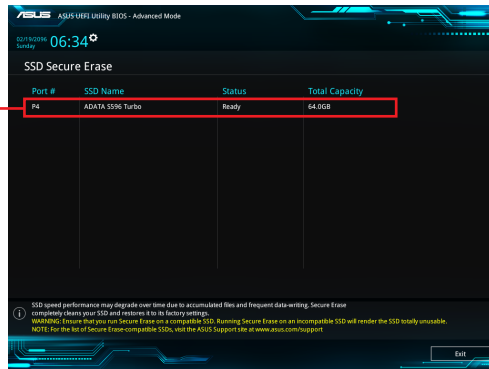 ASUS ASUS UEFI Utility BIOS - Advanced Mode
02/19/2096
Sunday
06:34
SSD Secure Erase
Port # SSD Name Status Total Capacity
P4 ADATA S596 Turbo Ready 64.0GB
SSD speed performance may degrade over time due to accumulated files and frequent data-writing. Secure Erase
completely cleans your SSD and restores it to its factory settings.
WARNING: Ensure that you run Secure Erase on a compatible SSD. Running Secure Erase on an incompatible SSD will render the SSD totally unusable.
NOTE: For the list of Secure Erase-compatible SSDs, visit the ASUS Support site at www.asus.com/support
Exit